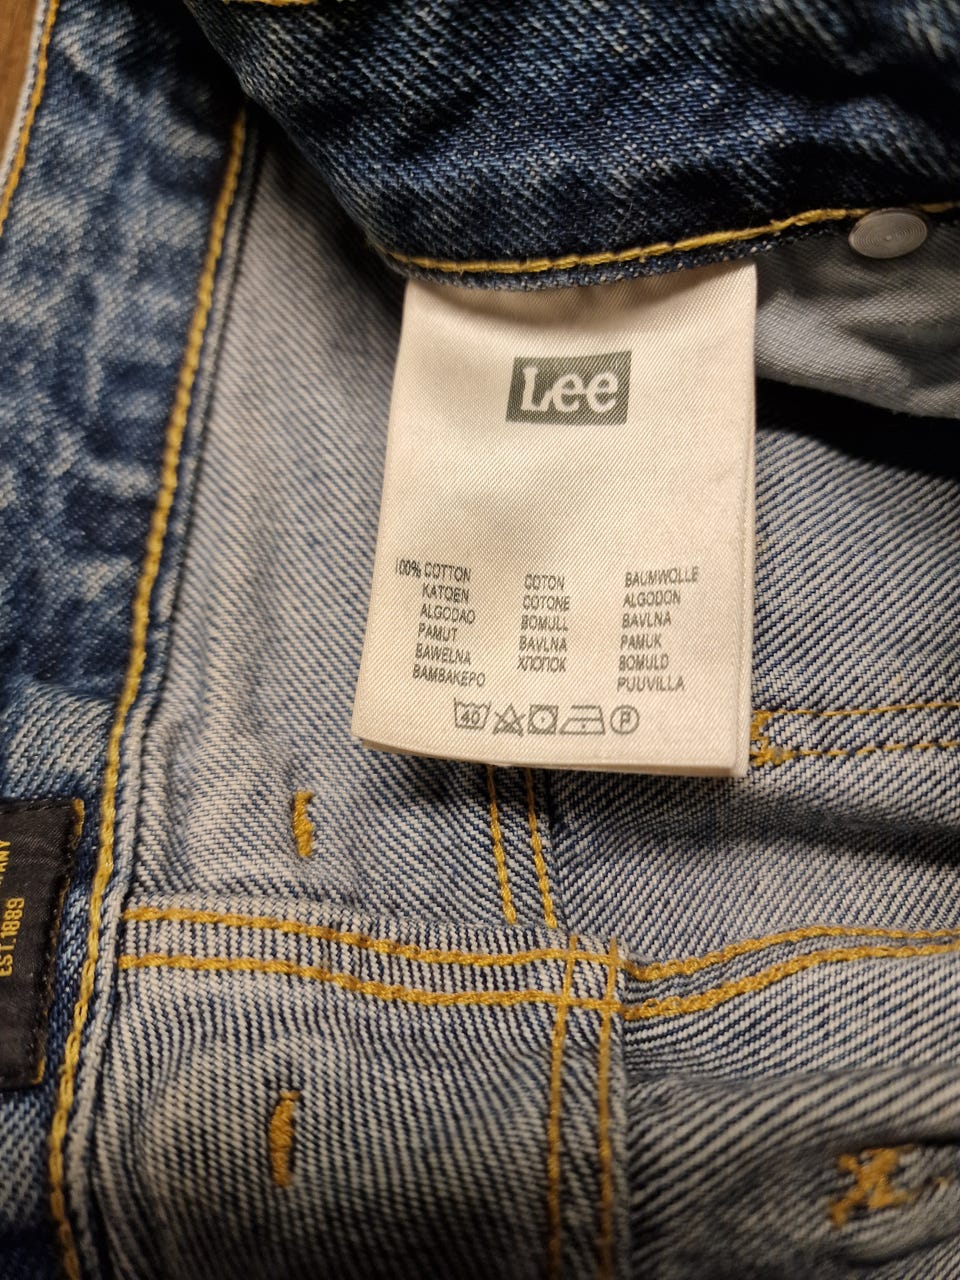 Lee
100% COTTON COTON BAUMWOLLE
KATOEN COTONE ALGODON
ALGODAO BOMULL BAVLNA
PAMUT BAVLNA PAMUK
BAWELNA ХЛОПОК BOMULD
BAMBAKEPO PUUVILLA
40 P
EST.1889